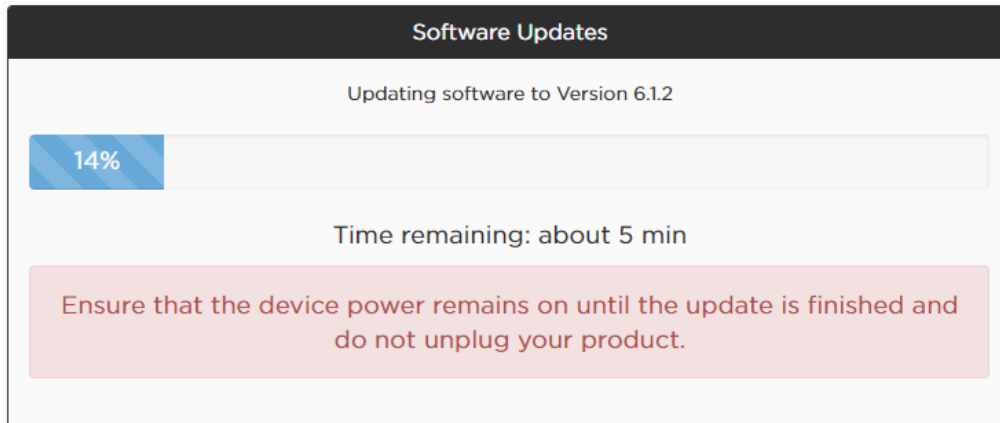 Software Updates
Updating software to Version 6.1.2
14%
Time remaining: about 5 min
Ensure that the device power remains on until the update is finished and
do not unplug your product.